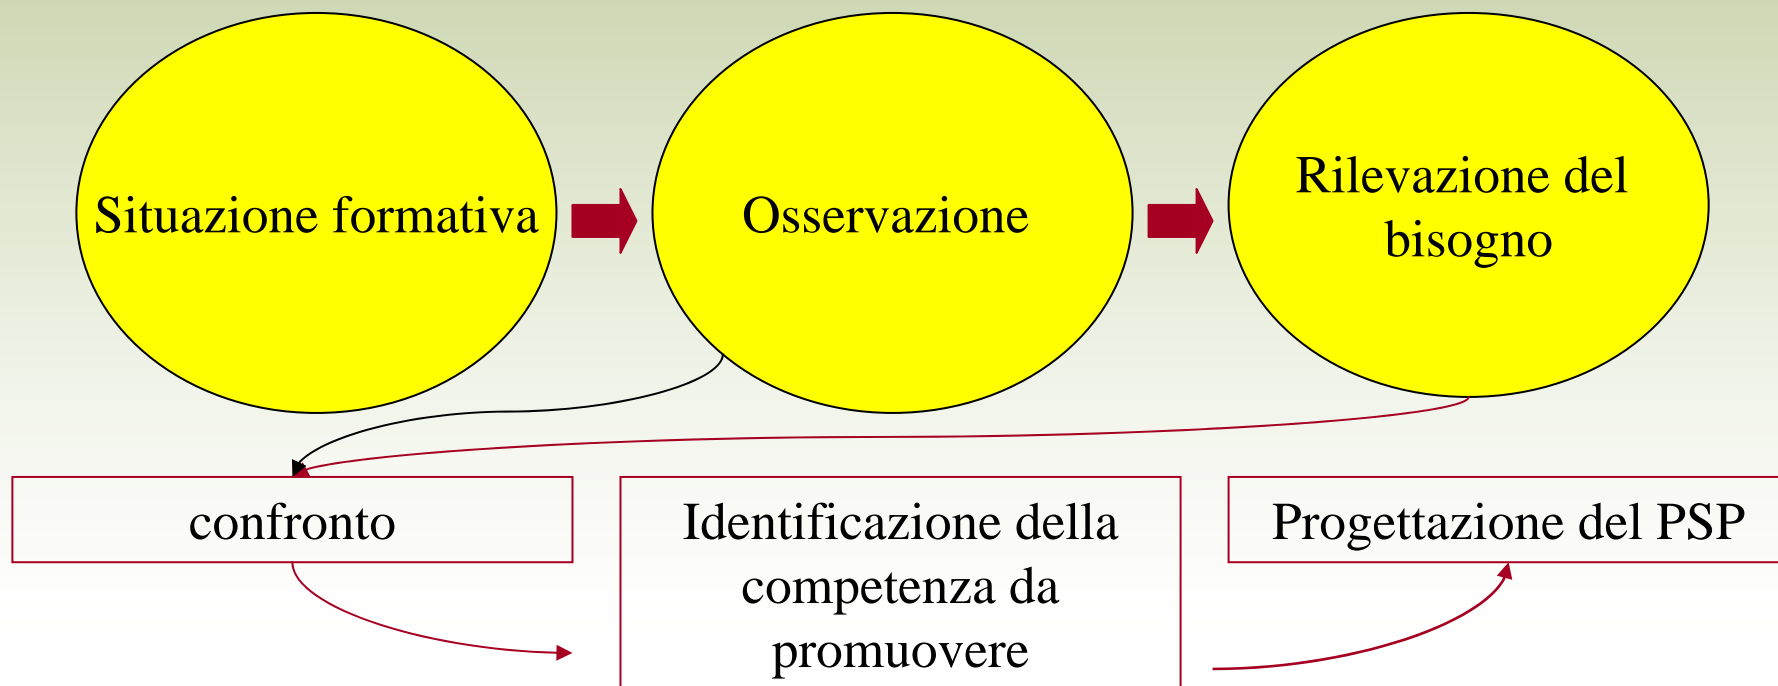 Situazione formativa
Osservazione
Rilevazione del
bisogno
confronto
Identificazione della
competenza da
promuovere
Progettazione del PSP